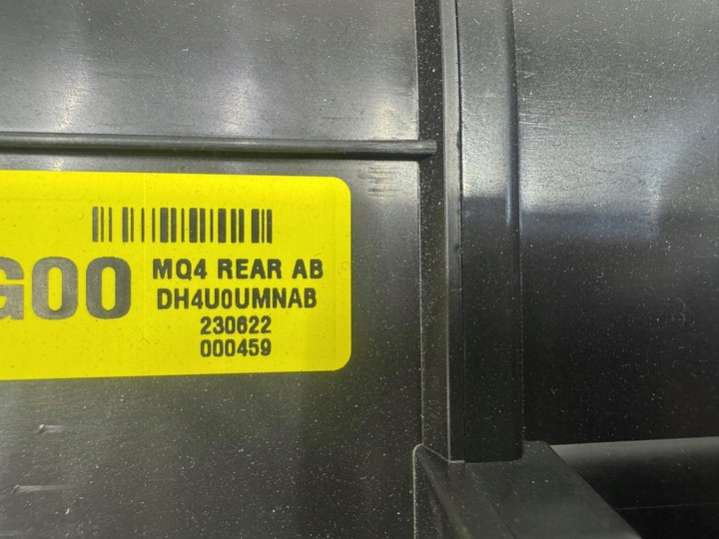 G00
MQ4 REAR AB
DH4U0UMNAB
230622
000459